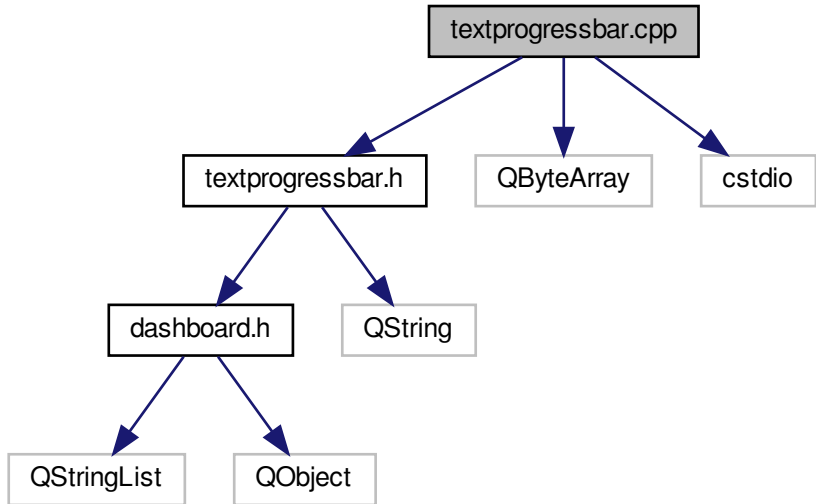 textprogressbar.cpp
textprogressbar.h
QByteArray
cstdio
dashboard.h
QString
QStringList
QObject